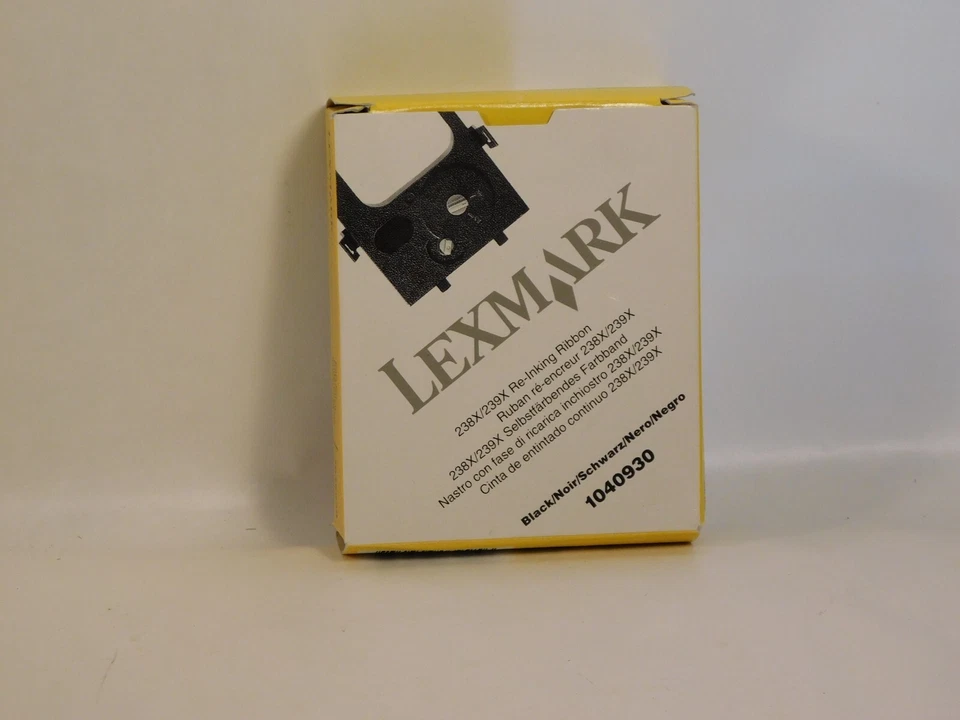 LEXMARK
238X/239X Re-Inking Ribbon
Ruban ré-encreur 238X/239X
238X/239X Selbstfärbendes Farbband
Nastro con fase di ricarica inchiostro 238X/239X
Cinta de entintado continuo 238X/239X
Black/Noir/Schwarz/Nero/Negro
1040930